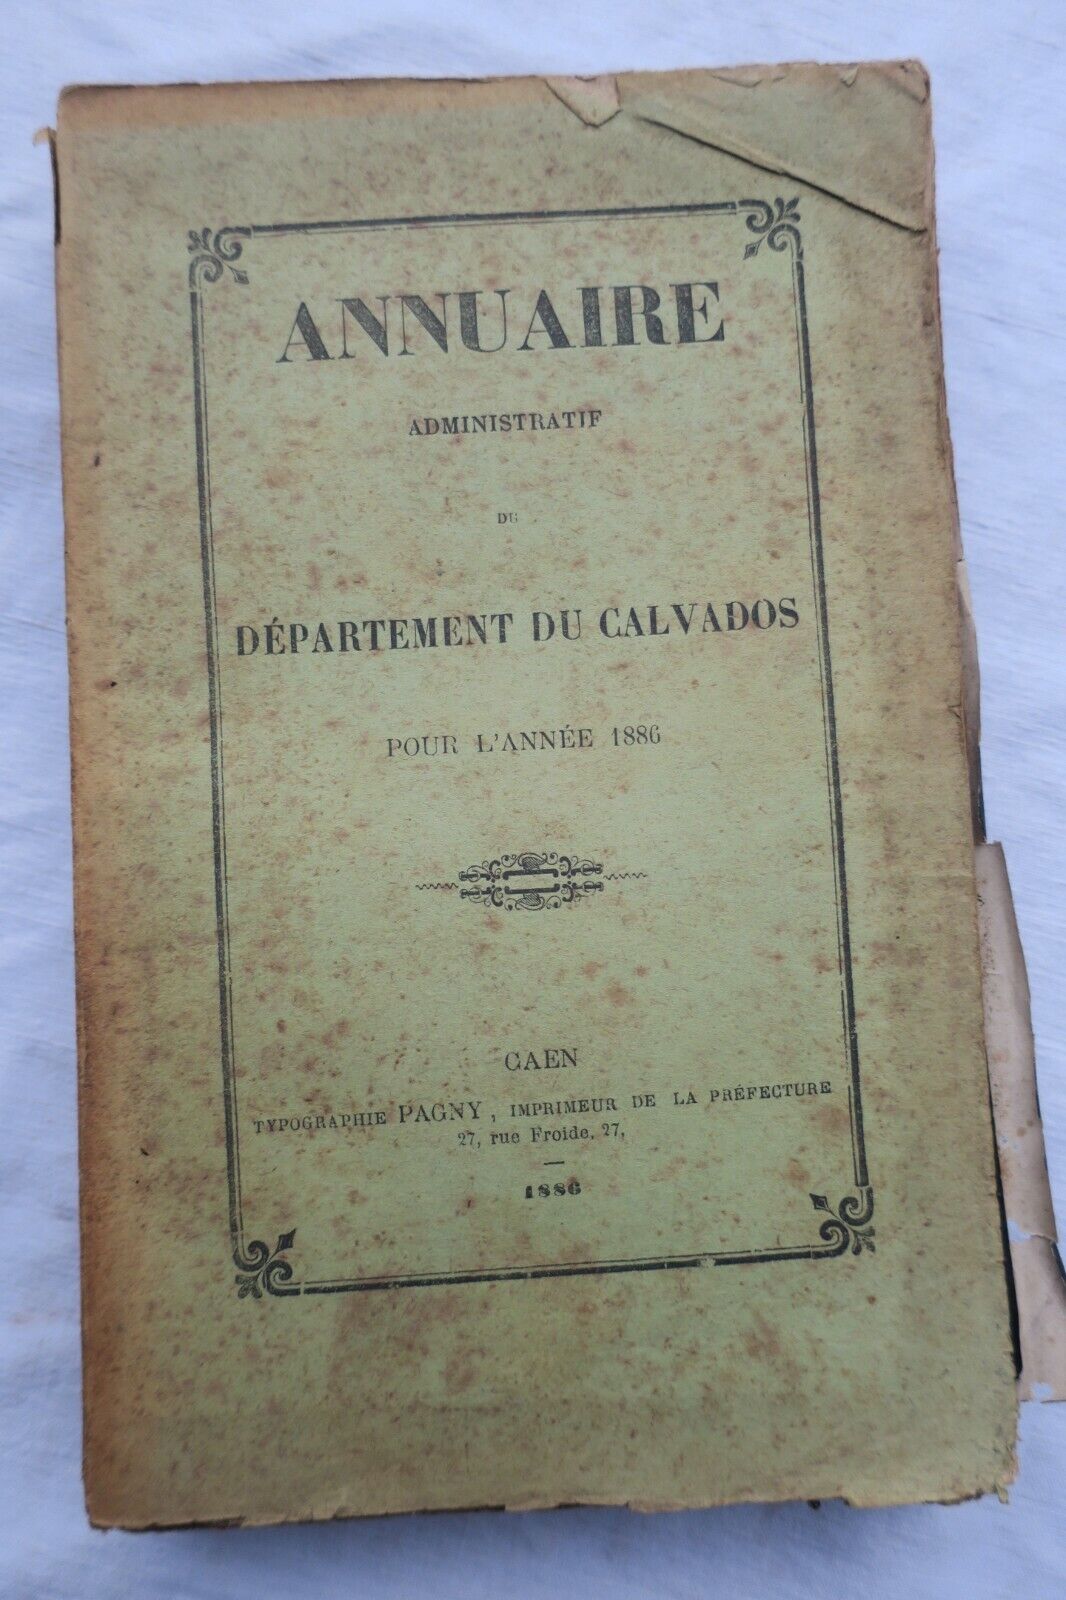 ANNUAIRE
ADMINISTRATIF
DU
DÉPARTEMENT DU CALVADOS
POUR L'ANNÉE 1886
CAEN
TYPOGRAPHIE PAGNY, IMPRIMEUR DE LA PRÉFECTURE
27, rue Froide, 27,
1886